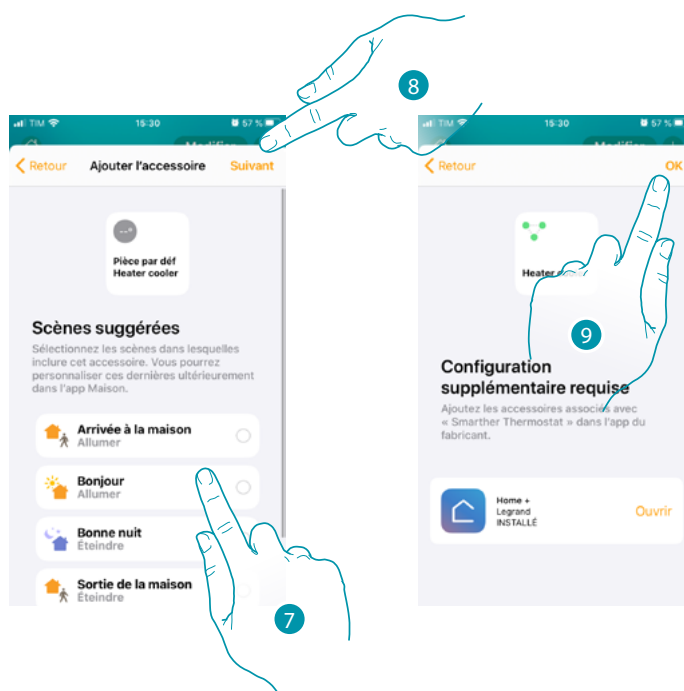 8
TIM 15:30 57 %
Retour Ajouter l'accessoire Suivant
Pièce par déf
Heater cooler
Scènes suggérées
Sélectionnez les scènes dans lesquelles
inclure cet accessoire. Vous pourrez
personnaliser ces dernières ultérieurement
dans l'app Maison.
Arrivée à la maison
Allumer
Bonjour
Allumer
Bonne nuit
Éteindre
Sortie de la maison
Éteindre
7
TIM 15:30 57 %
Retour OK
Heater
9
Configuration
supplémentaire requise
Ajoutez les accessoires associés avec
« Smarther Thermostat » dans l'app du
fabricant.
Home +
Legrand
INSTALLÉ
Ouvrir